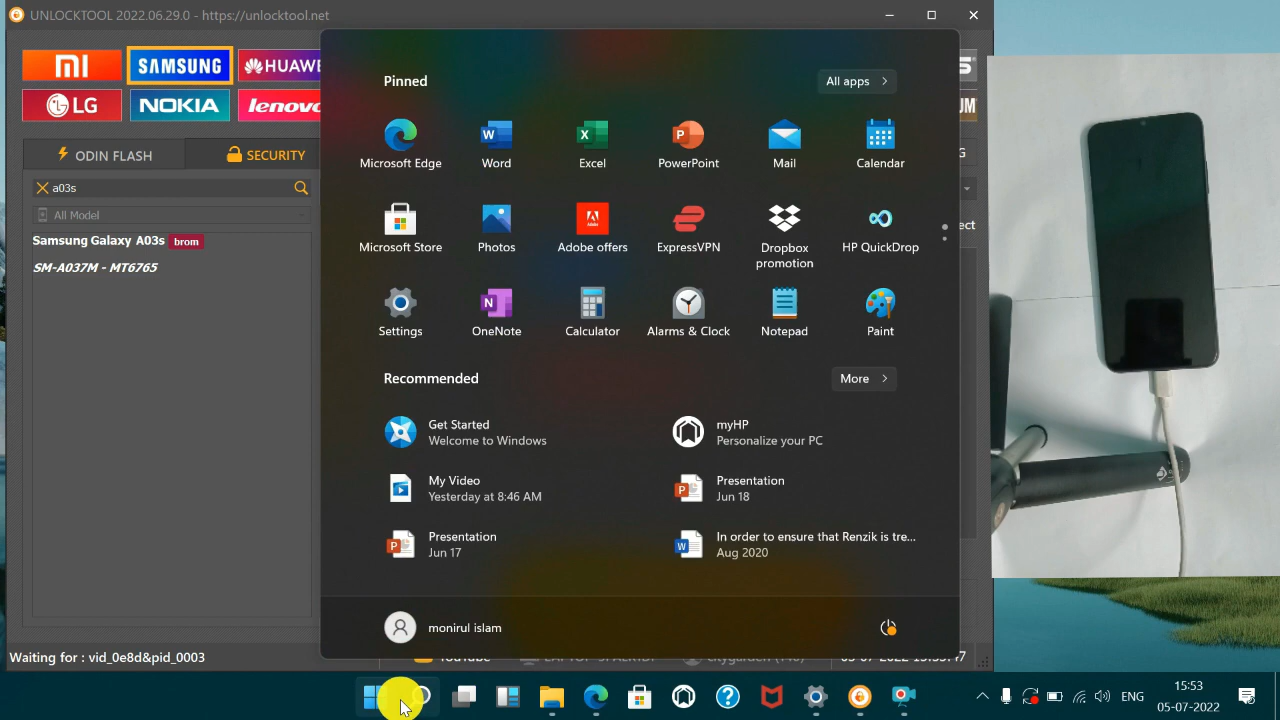 UNLOCKTOOL 2022.06.29.0 - https://unlocktool.net
mi SAMSUNG HUAWE
LG NOKIA lenovo
ODIN FLASH SECURITY
a03s
All Model
Samsung Galaxy A03s brom
SM-A037M - MT6765
Pinned
All apps
Microsoft Edge
Word
Excel
PowerPoint
Mail
Calendar
Microsoft Store
Photos
Adobe offers
ExpressVPN
Dropbox
promotion
HP QuickDrop
Settings
OneNote
Calculator
Alarms & Clock
Notepad
Paint
Recommended
More
Get Started
Welcome to Windows
myHP
Personalize your PC
My Video
Yesterday at 8:46 AM
Presentation
Jun 18
Presentation
Jun 17
In order to ensure that Renzik is tre...
Aug 2020
monirul islam
Waiting for : vid_0e8d&pid_0003
ENG
15:53
05-07-2022